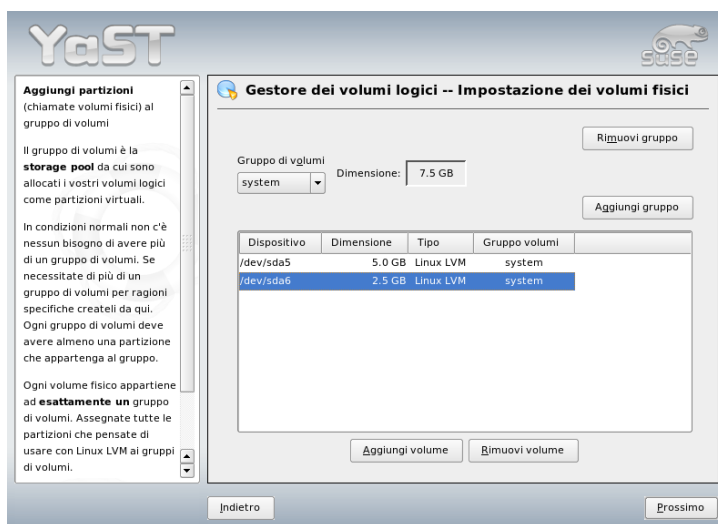 YaST
SUSE
Aggiungi partizioni
(chiamate volumi fisici) al
gruppo di volumi
Il gruppo di volumi è la
storage pool da cui sono
allocati i vostri volumi logici
come partizioni virtuali.
In condizioni normali non c'è
nessun bisogno di avere più
di un gruppo di volumi. Se
necessitate di più di un
gruppo di volumi per ragioni
specifiche createli da qui.
Ogni gruppo di volumi deve
avere almeno una partizione
che appartenga al gruppo.
Ogni volume fisico appartiene
ad esattamente un gruppo
di volumi. Assegnate tutte le
partizioni che pensate di
usare con Linux LVM ai gruppi
di volumi.
Gestore dei volumi logici -- Impostazione dei volumi fisici
Rimuovi gruppo
Gruppo di volumi
system
Dimensione: 7.5 GB
Aggiungi gruppo
Dispositivo Dimensione Tipo Gruppo volumi
/dev/sda5 5.0 GB Linux LVM system
/dev/sda6 2.5 GB Linux LVM system
Aggiungi volume Rimuovi volume
Indietro Prossimo